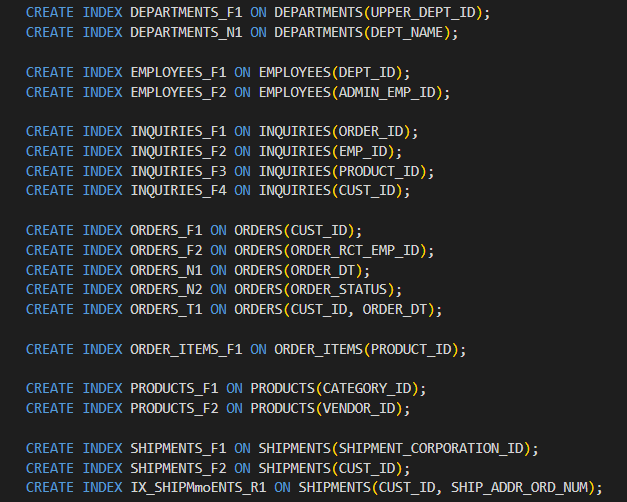 CREATE INDEX DEPARTMENTS_F1 ON DEPARTMENTS(UPPER_DEPT_ID);
CREATE INDEX DEPARTMENTS_N1 ON DEPARTMENTS(DEPT_NAME);
CREATE INDEX EMPLOYEES_F1 ON EMPLOYEES(DEPT_ID);
CREATE INDEX EMPLOYEES_F2 ON EMPLOYEES(ADMIN_EMP_ID);
CREATE INDEX INQUIRIES_F1 ON INQUIRIES(ORDER_ID);
CREATE INDEX INQUIRIES_F2 ON INQUIRIES(EMP_ID);
CREATE INDEX INQUIRIES_F3 ON INQUIRIES(PRODUCT_ID);
CREATE INDEX INQUIRIES_F4 ON INQUIRIES(CUST_ID);
CREATE INDEX ORDERS_F1 ON ORDERS(CUST_ID);
CREATE INDEX ORDERS_F2 ON ORDERS(ORDER_RCT_EMP_ID);
CREATE INDEX ORDERS_N1 ON ORDERS(ORDER_DT);
CREATE INDEX ORDERS_N2 ON ORDERS(ORDER_STATUS);
CREATE INDEX ORDERS_T1 ON ORDERS(CUST_ID, ORDER_DT);
CREATE INDEX ORDER_ITEMS_F1 ON ORDER_ITEMS(PRODUCT_ID);
CREATE INDEX PRODUCTS_F1 ON PRODUCTS(CATEGORY_ID);
CREATE INDEX PRODUCTS_F2 ON PRODUCTS(VENDOR_ID);
CREATE INDEX SHIPMENTS_F1 ON SHIPMENTS(SHIPMENT_CORPORATION_ID);
CREATE INDEX SHIPMENTS_F2 ON SHIPMENTS(CUST_ID);
CREATE INDEX IX_SHIPMmoENTS_R1 ON SHIPMENTS(CUST_ID, SHIP_ADDR_ORD_NUM);